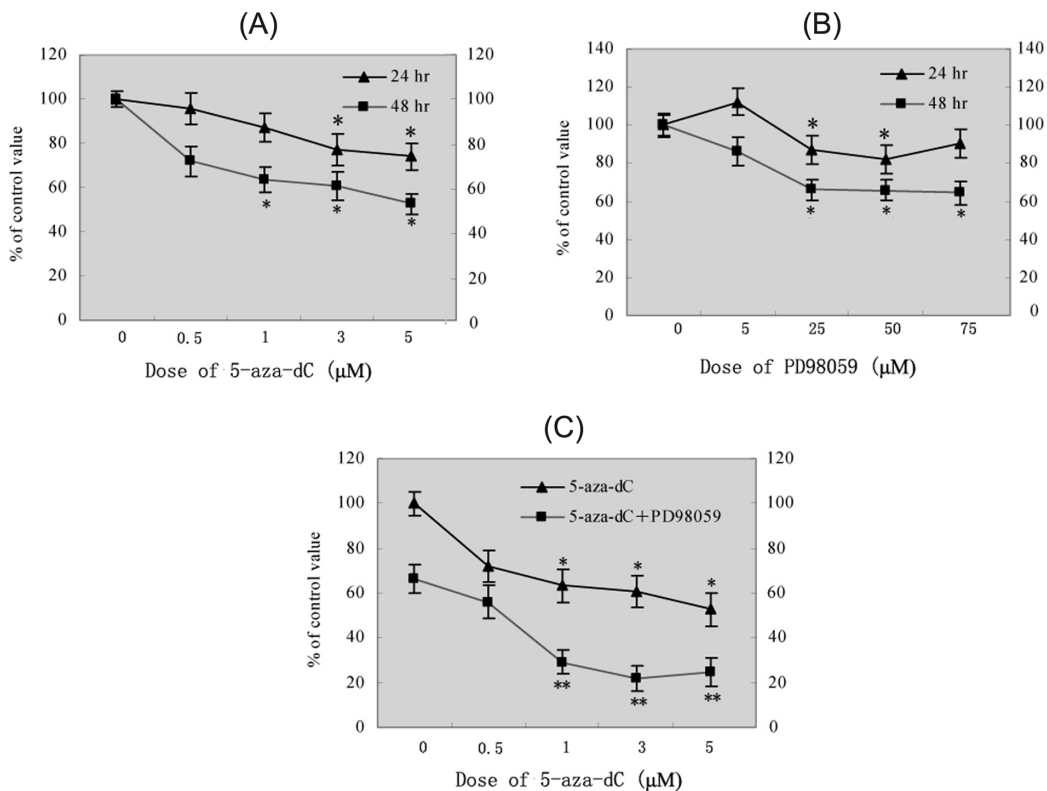 (A)
120
100
80
60
40
20
0
% of control value
24 hr
48 hr
* *
* * *
120
100
80
60
40
20
0
0 0.5 1 3 5
Dose of 5-aza-dC (μM)
(B)
140
120
100
80
60
40
20
0
% of control value
24 hr
48 hr
* *
* * *
140
120
100
80
60
40
20
0
0 5 25 50 75
Dose of PD98059 (μM)
(C)
120
100
80
60
40
20
0
% of control value
5-aza-dC
5-aza-dC+PD98059
* * *
** ** **
120
100
80
60
40
20
0
0 0.5 1 3 5
Dose of 5-aza-dC (μM)